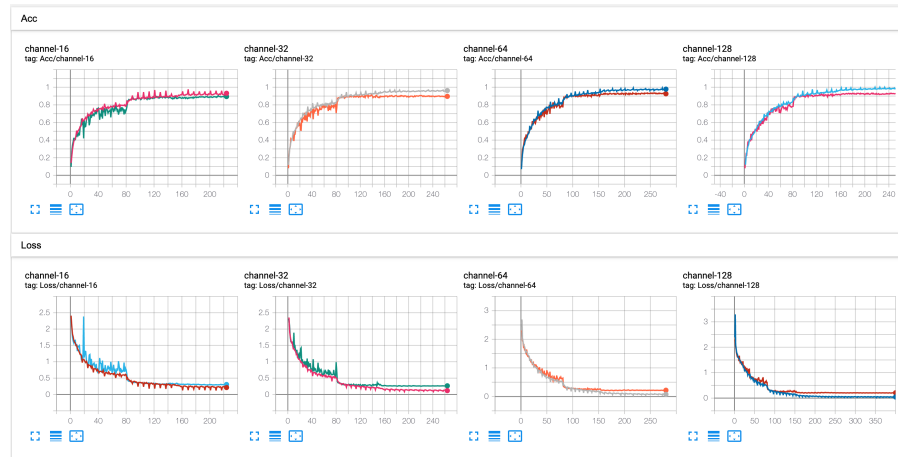 Acc
channel-16
tag: Acc/channel-16
1
0.8
0.6
0.4
0.2
0
0 40 80 120 160 200
channel-32
tag: Acc/channel-32
1
0.8
0.6
0.4
0.2
0
0 40 80 120 160 200 240
channel-64
tag: Acc/channel-64
1
0.8
0.6
0.4
0.2
0
0 50 100 150 200 250
channel-128
tag: Acc/channel-128
1
0.8
0.6
0.4
0.2
0
-40 0 40 80 120 160 200 240
Loss
channel-16
tag: Loss/channel-16
2.5
2
1.5
1
0.5
0
0 40 80 120 160 200
channel-32
tag: Loss/channel-32
2.5
2
1.5
1
0.5
0
0 40 80 120 160 200 240
channel-64
tag: Loss/channel-64
3
2
1
0
0 50 100 150 200 250
channel-128
tag: Loss/channel-128
3
2
1
0
0 50 100 150 200 250 300 350